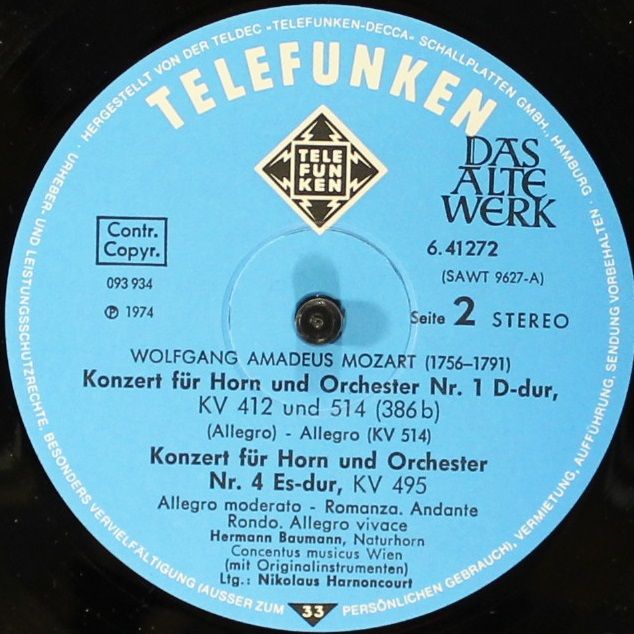 HERGESTELLT VON DER TELDEC »TELEFUNKEN-DECCA« SCHALLPLATTEN GMBH, HAMBURG ·
TELEFUNKEN
TELE
FUN
KEN
DAS
ALTE
WERK
Contr.
Copyr.
6.41272
093 934
(SAWT 9627-A)
℗ 1974
Seite 2 STEREO
WOLFGANG AMADEUS MOZART (1756–1791)
Konzert für Horn und Orchester Nr. 1 D-dur,
KV 412 und 514 (386b)
(Allegro) - Allegro (KV 514)
Konzert für Horn und Orchester
Nr. 4 Es-dur, KV 495
Allegro moderato - Romanza. Andante
Rondo. Allegro vivace
Hermann Baumann, Naturhorn
Concentus musicus Wien
(mit Originalinstrumenten)
Ltg.: Nikolaus Harnoncourt
33
URHEBER- UND LEISTUNGSSCHUTZRECHTE, BESONDERS VERVIELFÄLTIGUNG (AUSSER ZUM PERSÖNLICHEN GEBRAUCH), VERMIETUNG, AUFFÜHRUNG, SENDUNG VORBEHALTEN ·